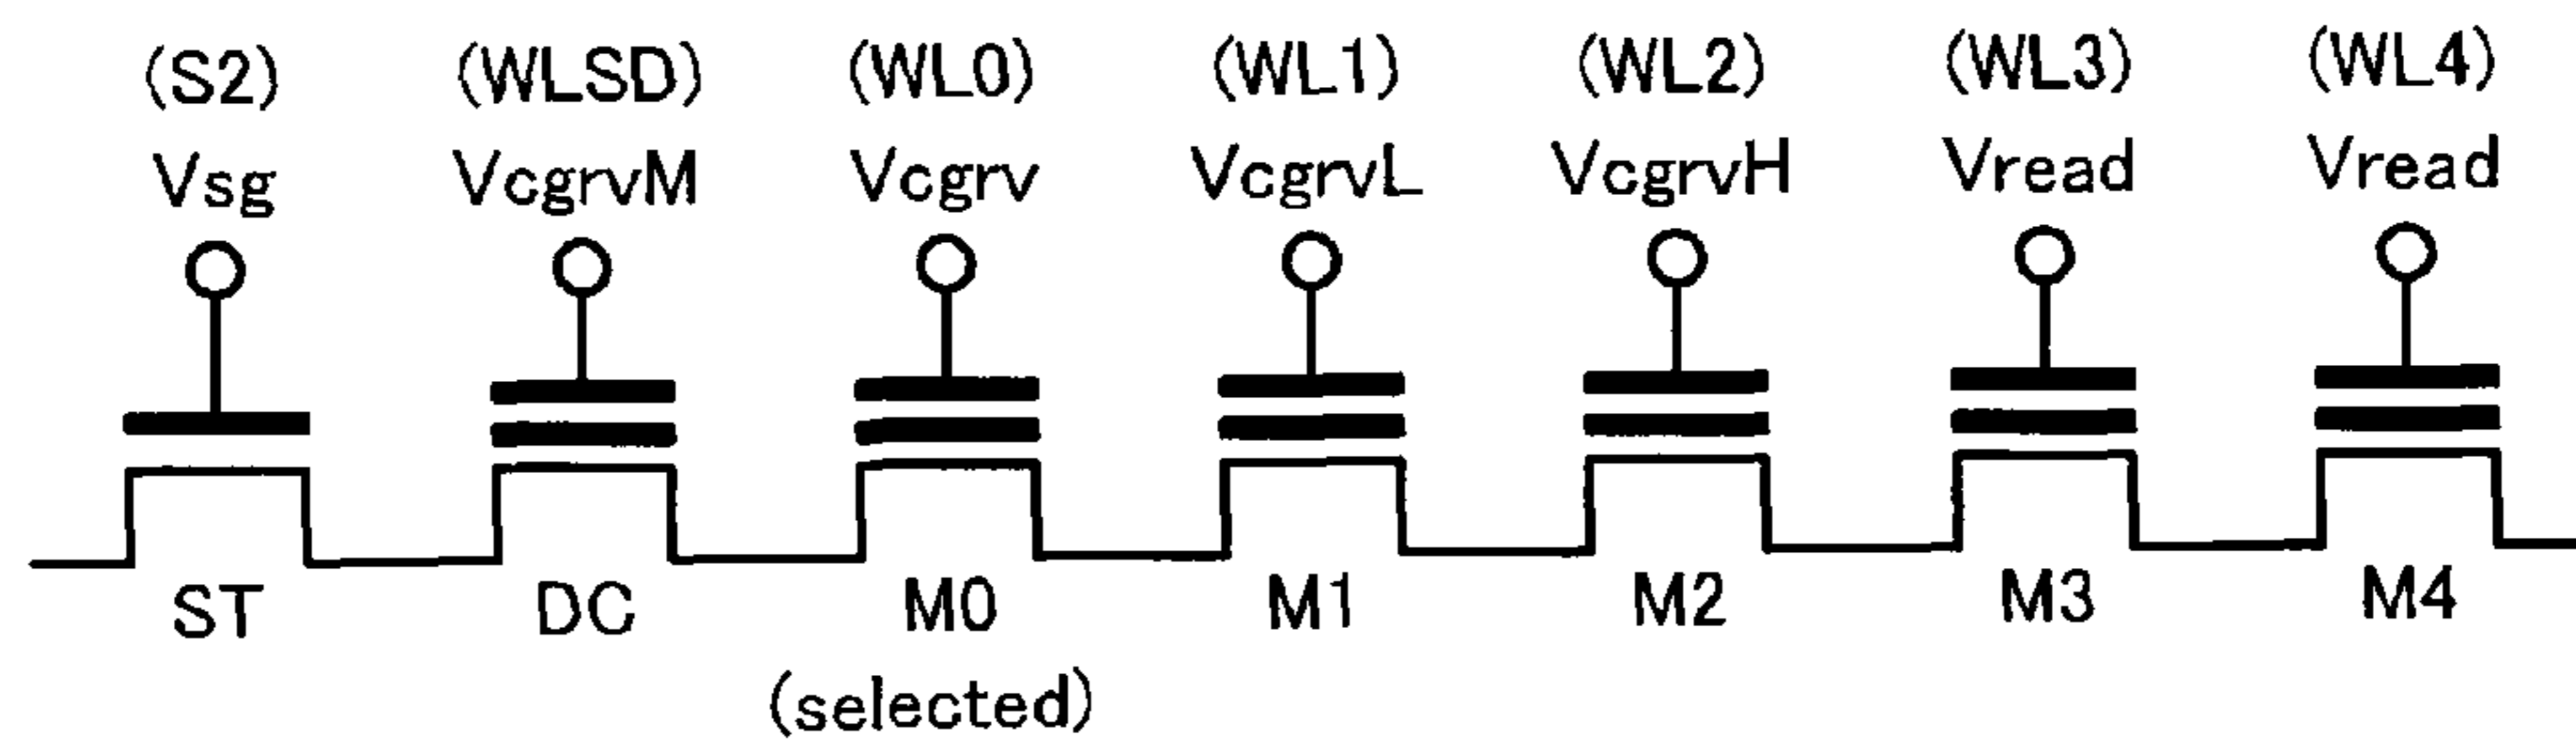 (S2) (WLSD) (WL0) (WL1) (WL2) (WL3) (WL4)
Vsg VcgrvM Vcgrv VcgrvL VcgrvH Vread Vread
ST DC M0 M1 M2 M3 M4
(selected)